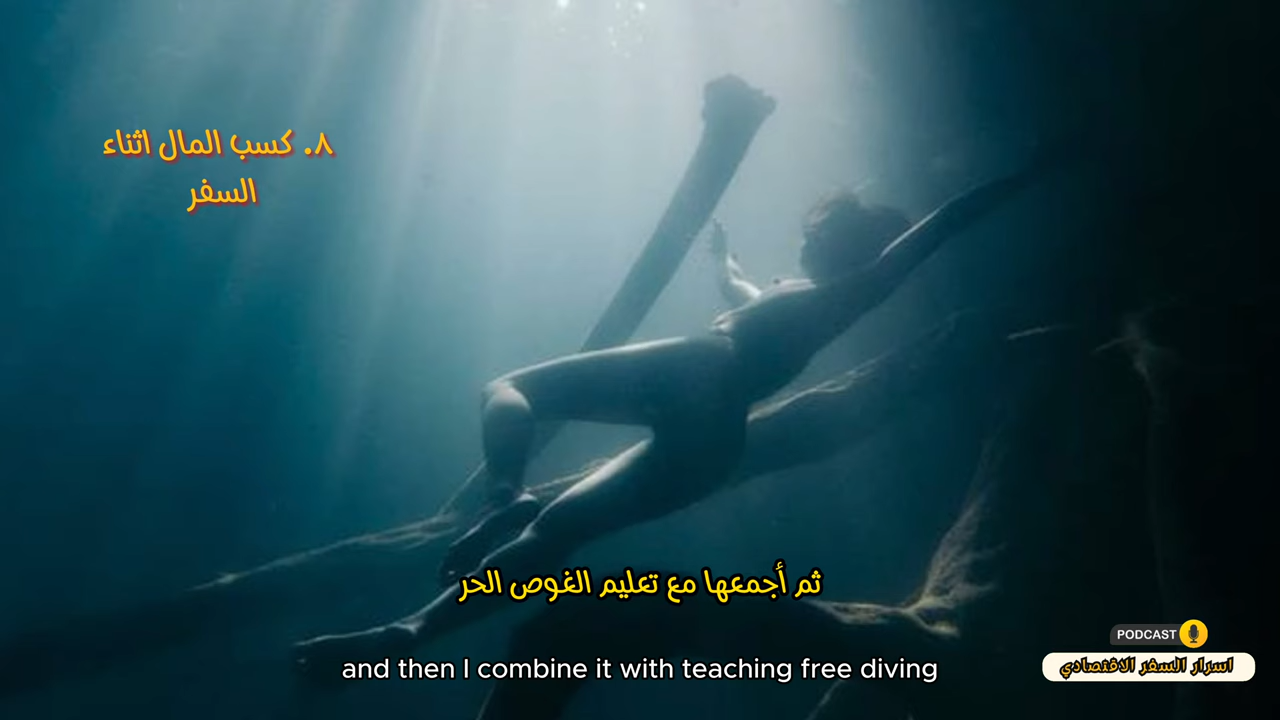 ٨. كسب المال اثناء
السفر
ثم أجمعها مع تعليم الغوص الحر
and then I combine it with teaching free diving
PODCAST
اسرار السفر الاقتصادي